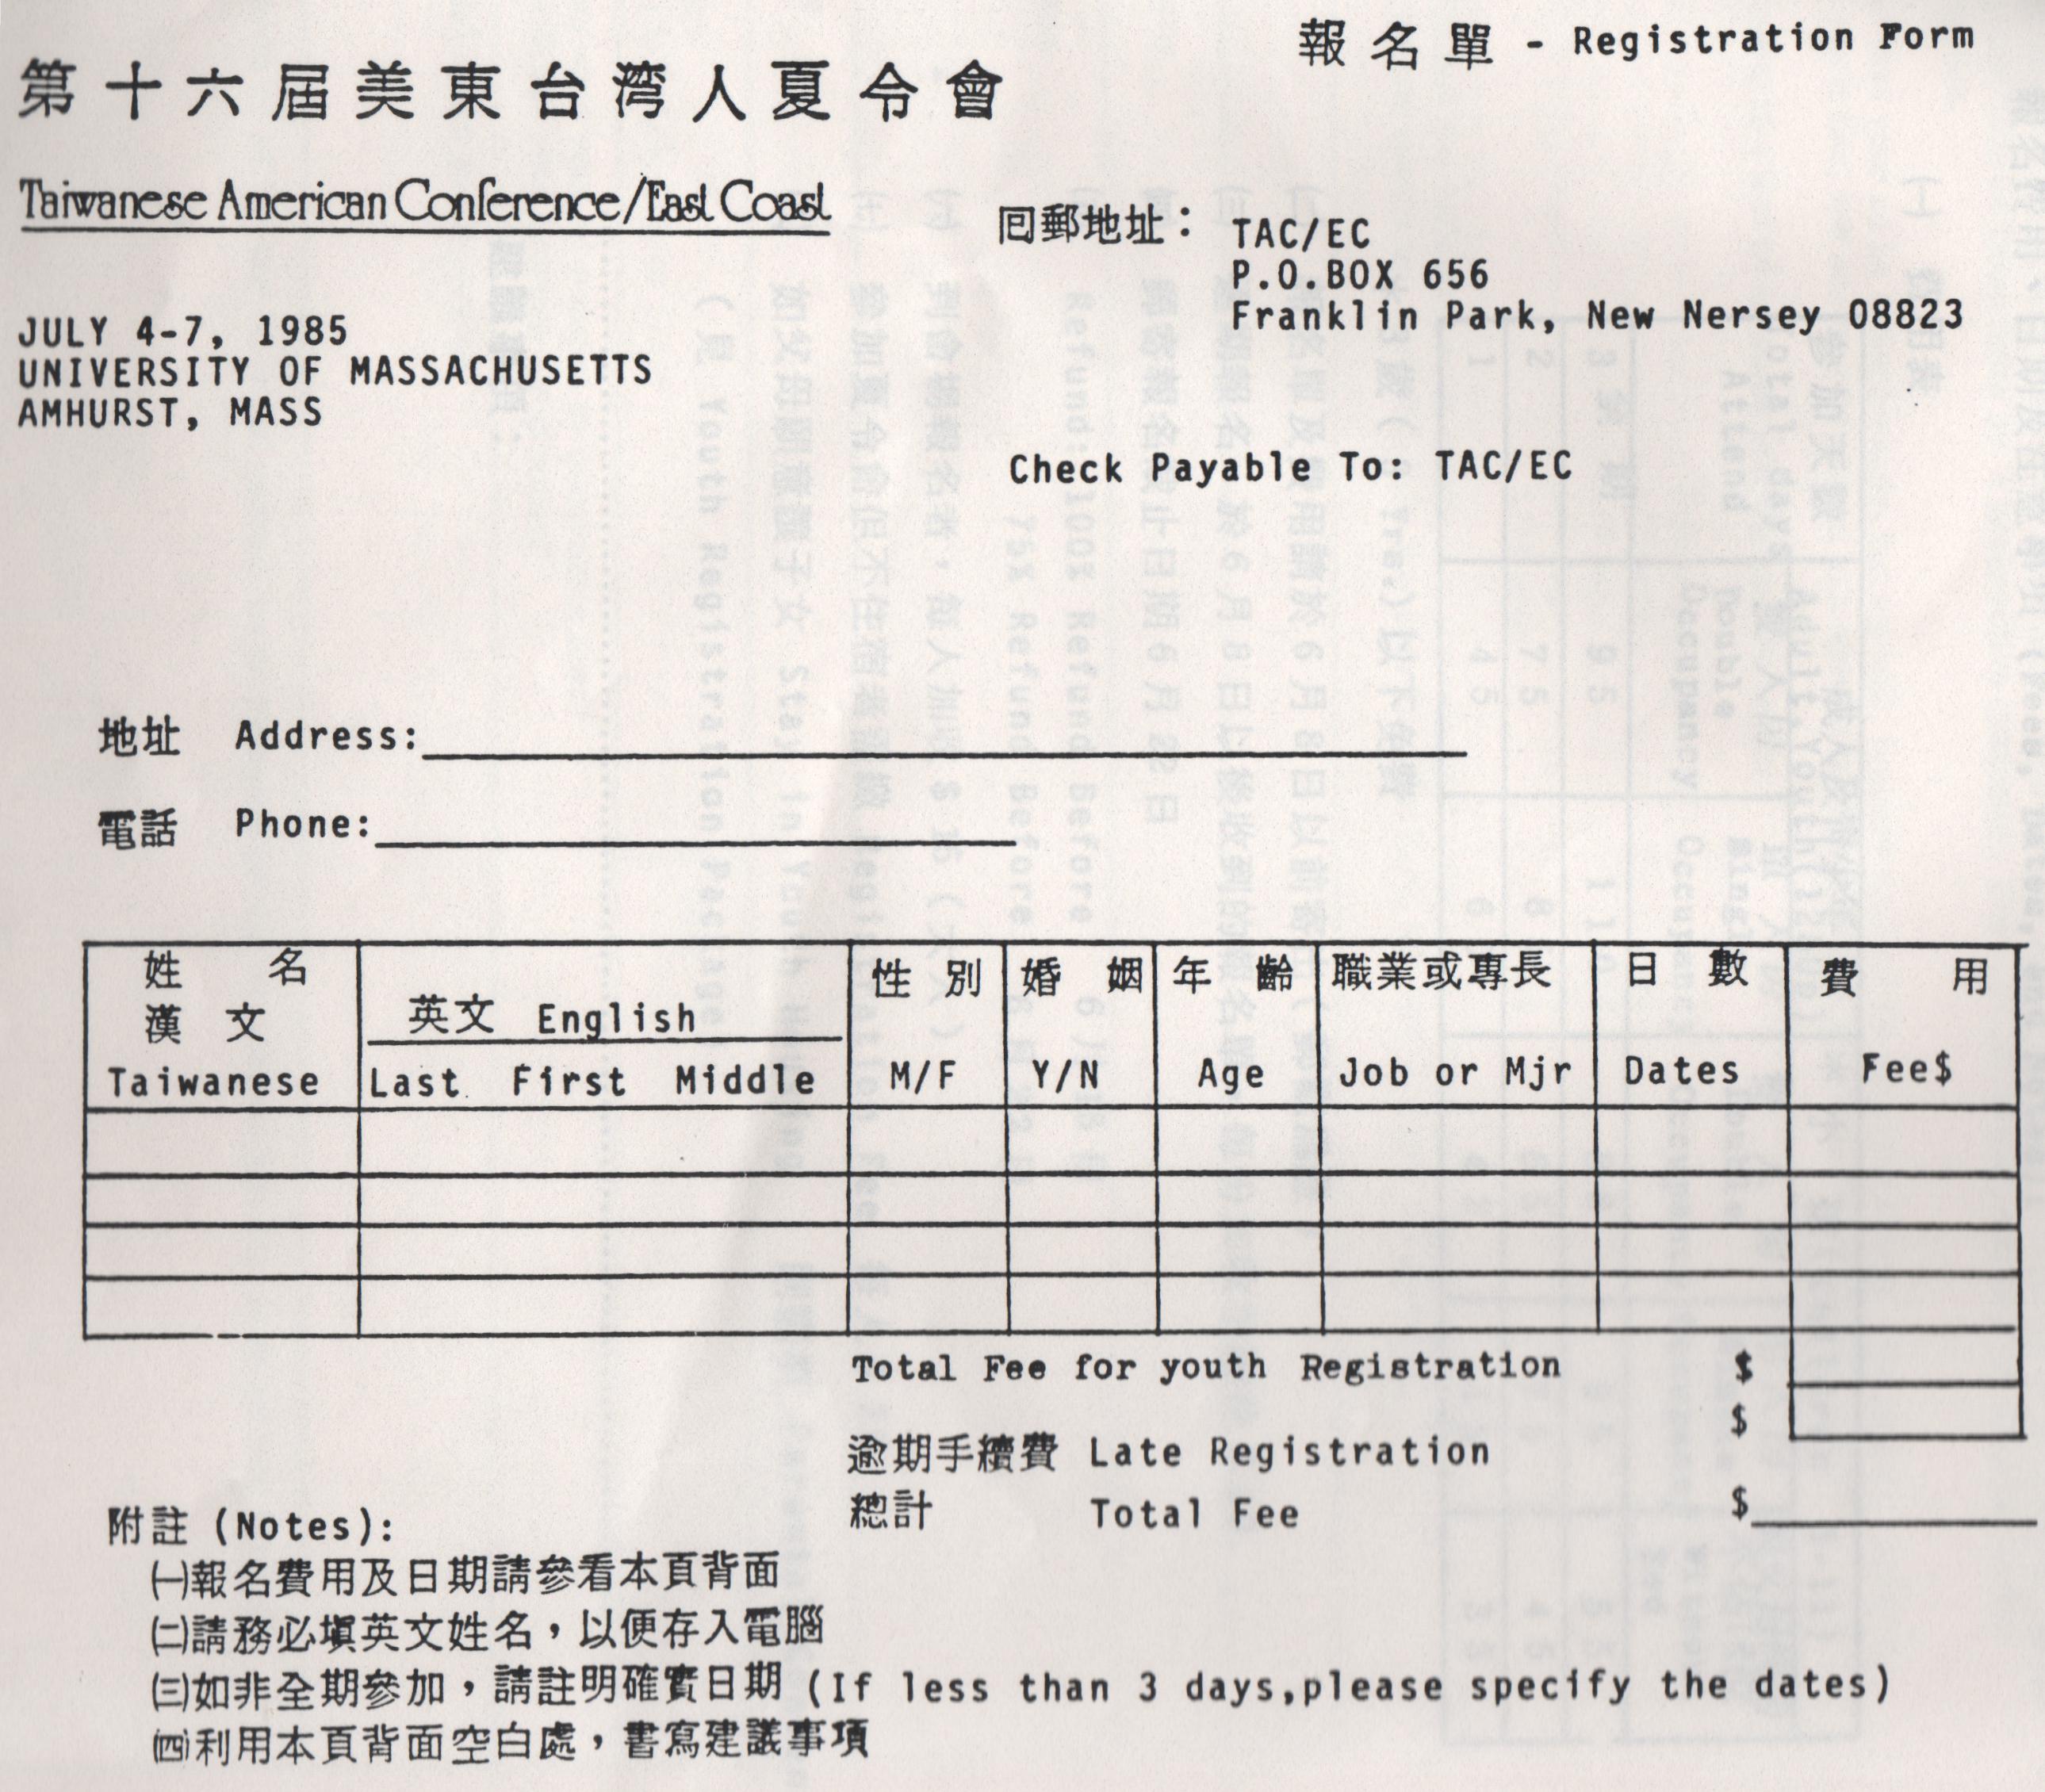 報名單 - Registration Form
第十六屆美東台湾人夏令會
Taiwanese American Conference/East Coast
回郵地址： TAC/EC
P.O.BOX 656
Franklin Park, New Nersey 08823
JULY 4-7, 1985
UNIVERSITY OF MASSACHUSETTS
AMHURST, MASS
Check Payable To: TAC/EC
地址 Address:
電話 Phone:
姓 名 性 別 婚 姻 年 齡 職業或專長 日 數 費 用
漢 文 英文 English
Taiwanese Last First Middle M/F Y/N Age Job or Mjr Dates Fee$
Total Fee for youth Registration $
$
逾期手續費 Late Registration
總計 Total Fee $
附註 (Notes):
㈠報名費用及日期請參看本頁背面
㈡請務必填英文姓名，以便存入電腦
㈢如非全期參加，請註明確實日期 (If less than 3 days,please specify the dates)
㈣利用本頁背面空白處，書寫建議事項